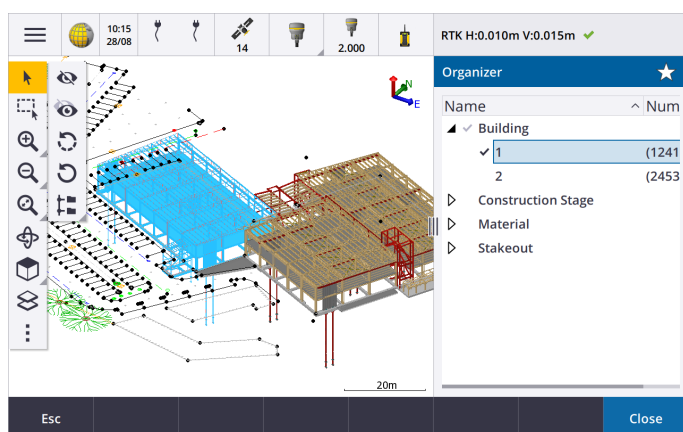 10:15
28/08
14
2.000
RTK H:0.010m V:0.015m
Organizer
Name
Num
Building
1
(1241
2
(2453
Construction Stage
Material
Stakeout
N
E
20m
Esc
Close